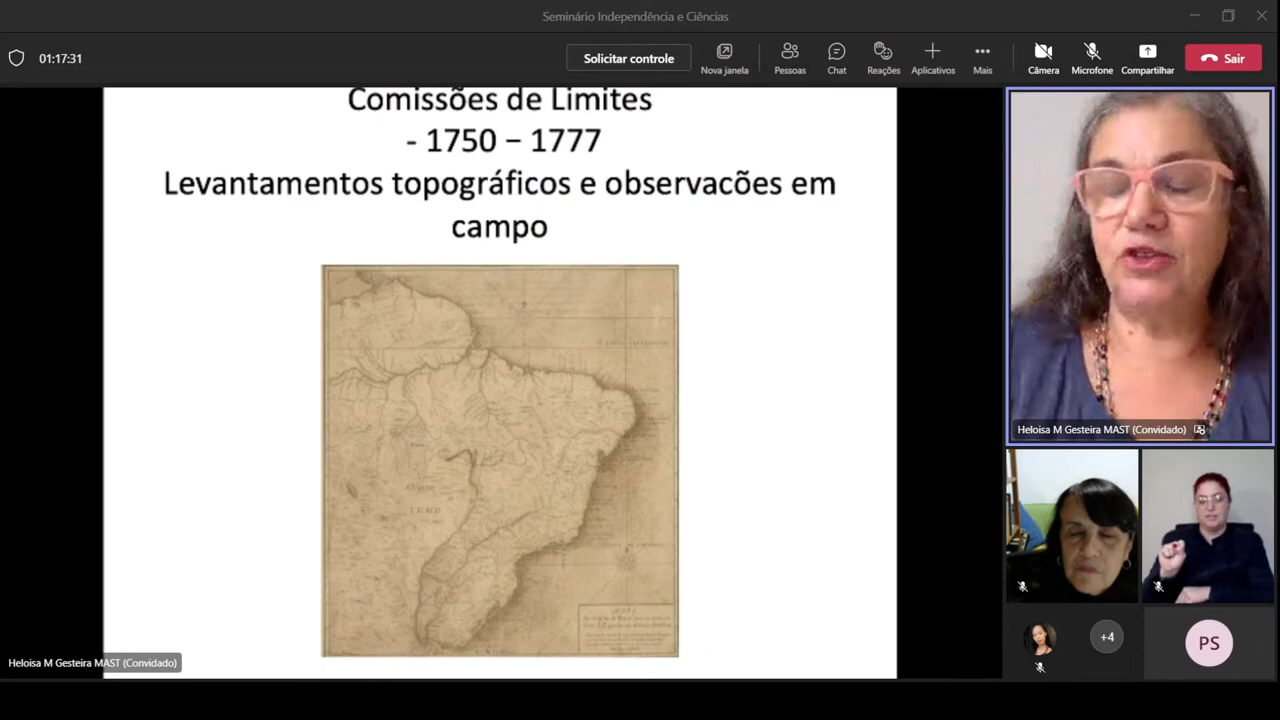 Seminário Independência e Ciências
01:17:31
Solicitar controle
Nova janela
Pessoas
Chat
Reações
Aplicativos
Mais
Câmera
Microfone
Compartilhar
Sair
Comissões de Limites
- 1750 – 1777
Levantamentos topográficos e observacões em
campo
Heloisa M Gesteira MAST (Convidado)
+4
PS
Heloisa M Gesteira MAST (Convidado)